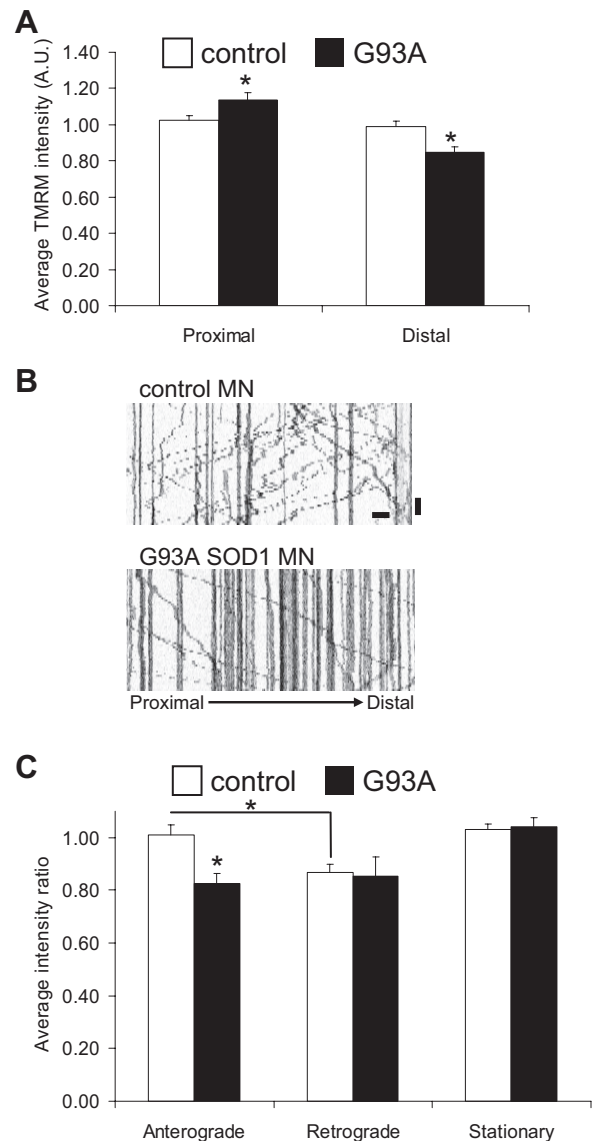 A
control G93A
Average TMRM intensity (A.U.)
1.40
1.20
1.00
0.80
0.60
0.40
0.20
0.00
*
*
Proximal Distal
B
control MN
G93A SOD1 MN
Proximal Distal
C
control G93A
Average intensity ratio
1.00
0.80
0.60
0.40
0.20
0.00
*
*
Anterograde Retrograde Stationary